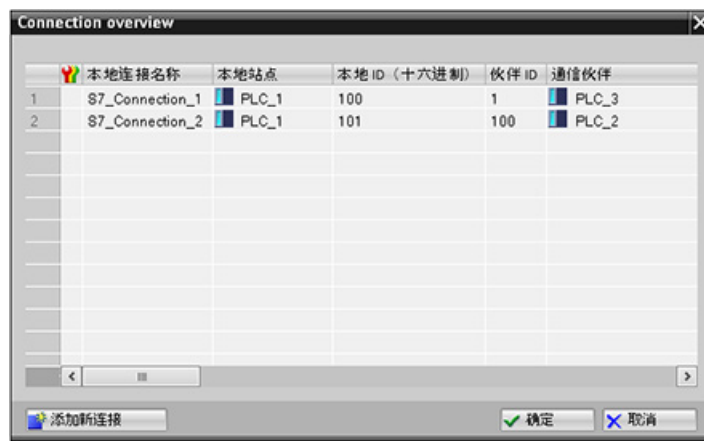 Connection overview
本地连接名称 本地站点 本地 ID（十六进制） 伙伴 ID 通信伙伴
1 S7_Connection_1 PLC_1 100 1 PLC_3
2 S7_Connection_2 PLC_1 101 100 PLC_2
添加新连接 确定 取消